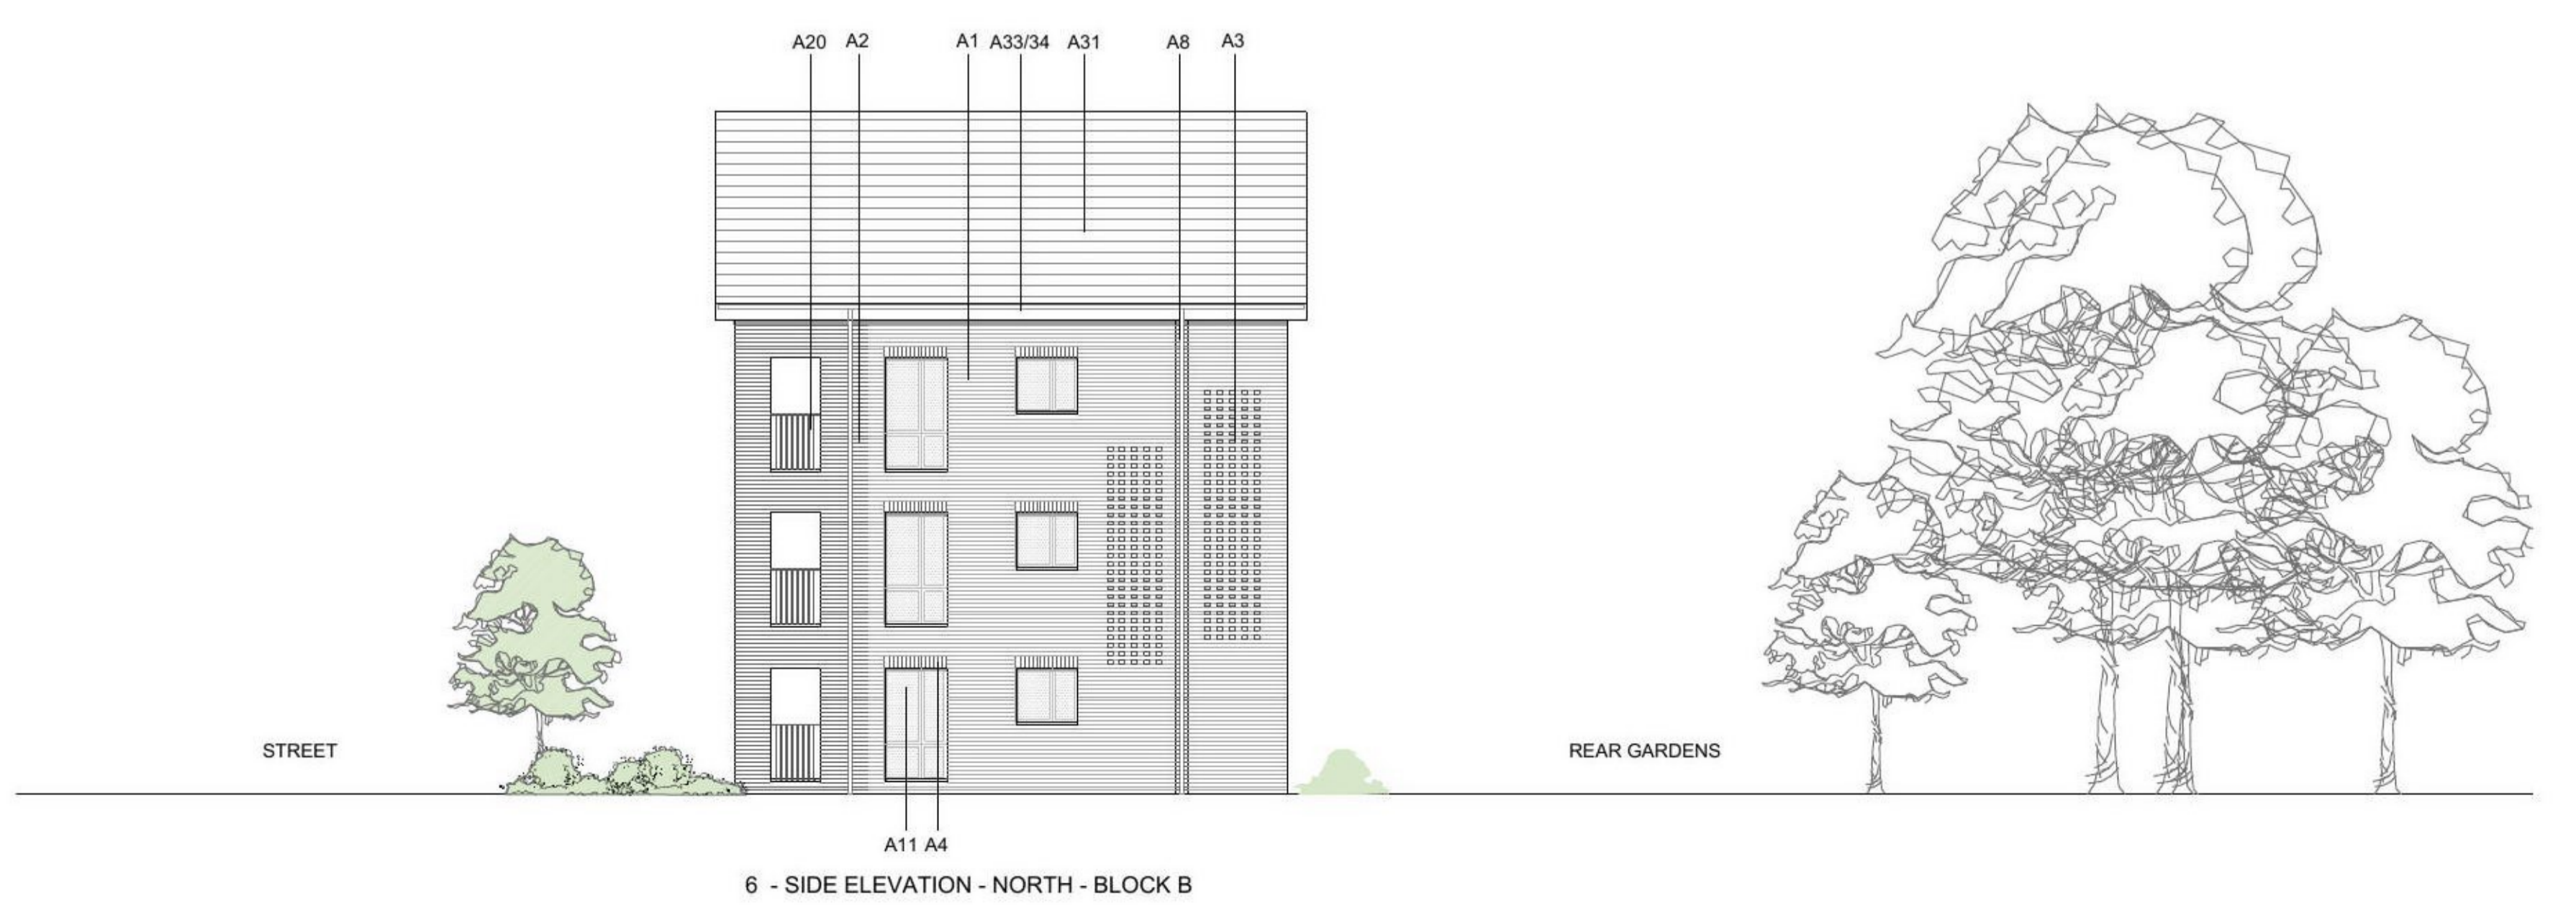 A20 A2 A1 A33/34 A31 A8 A3
STREET
REAR GARDENS
A11 A4
6 - SIDE ELEVATION - NORTH - BLOCK B